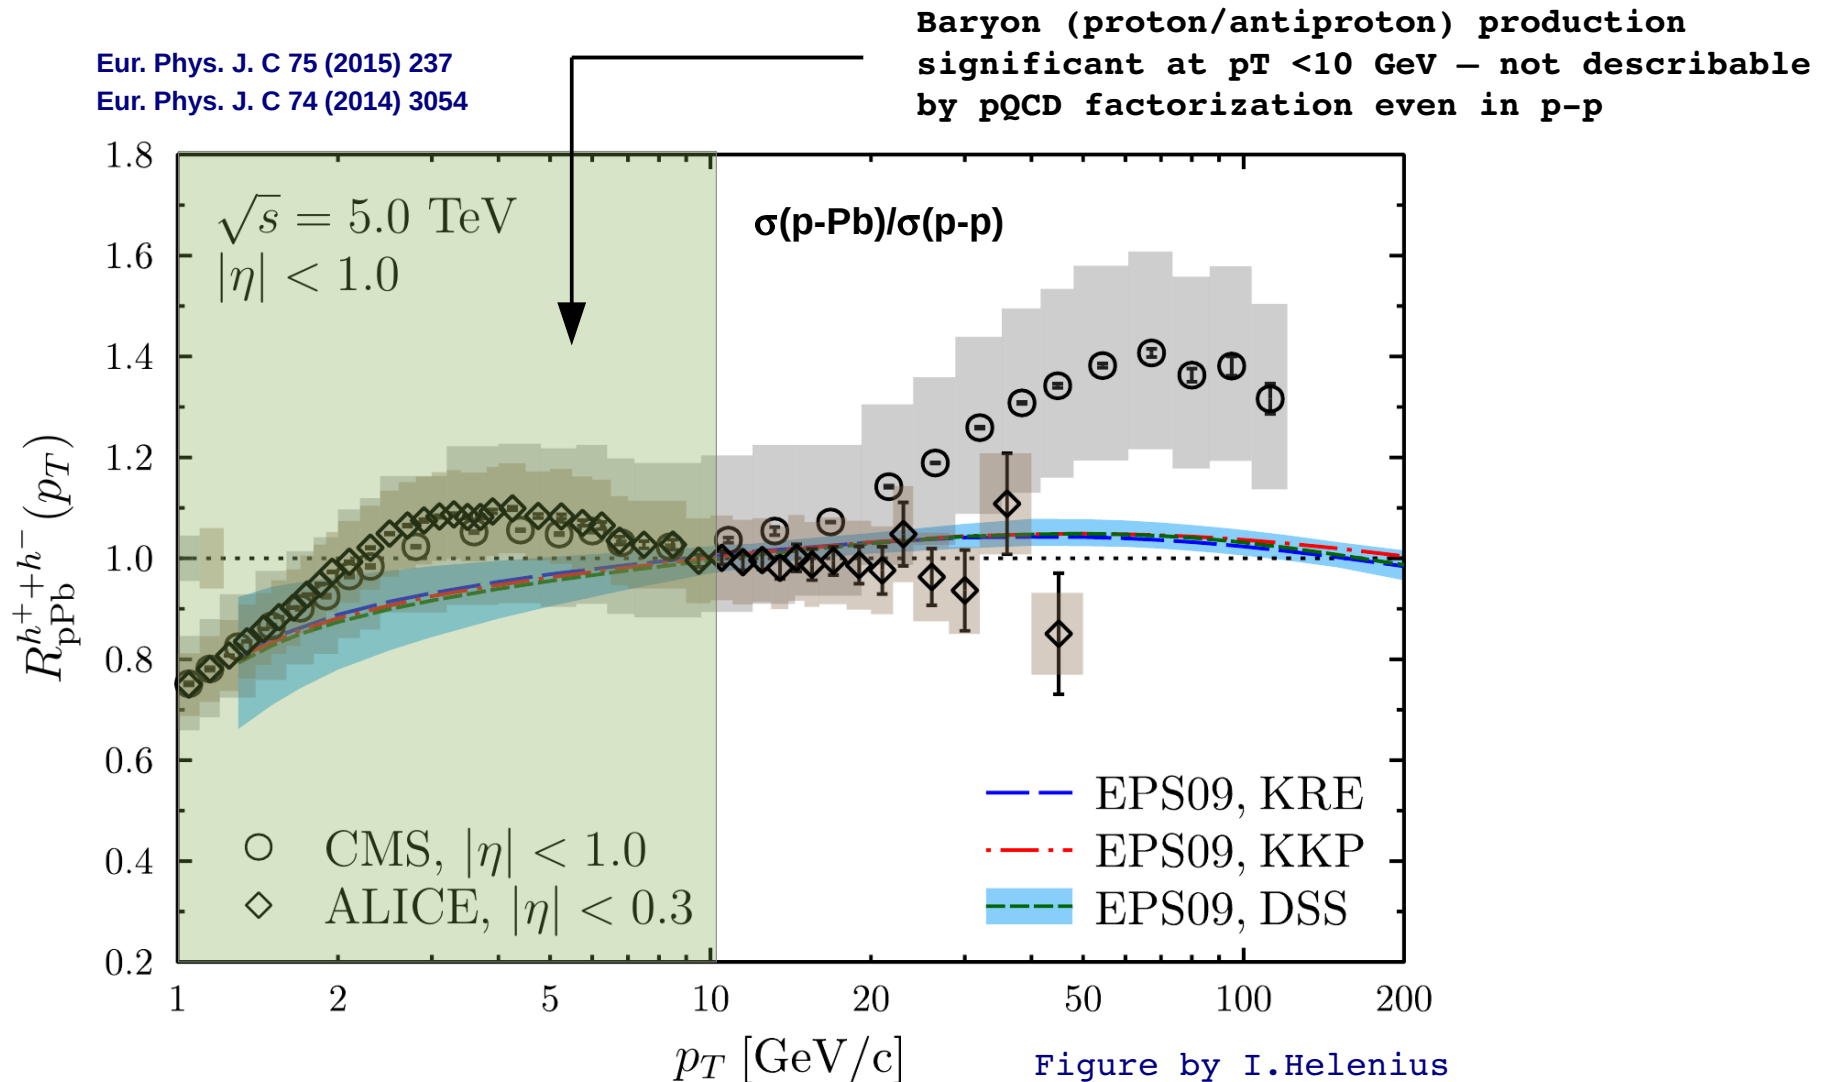 Baryon (proton/antiproton) production
significant at pT <10 GeV – not describable
by pQCD factorization even in p-p
Eur. Phys. J. C 75 (2015) 237
Eur. Phys. J. C 74 (2014) 3054
√s = 5.0 TeV
|η| < 1.0
σ(p-Pb)/σ(p-p)
R_pPb^{h^+ + h^-} (p_T)
1.8
1.6
1.4
1.2
1.0
0.8
0.6
0.4
0.2
CMS, |η| < 1.0
ALICE, |η| < 0.3
EPS09, KRE
EPS09, KKP
EPS09, DSS
1 2 5 10 20 50 100 200
p_T [GeV/c]
Figure by I.Helenius